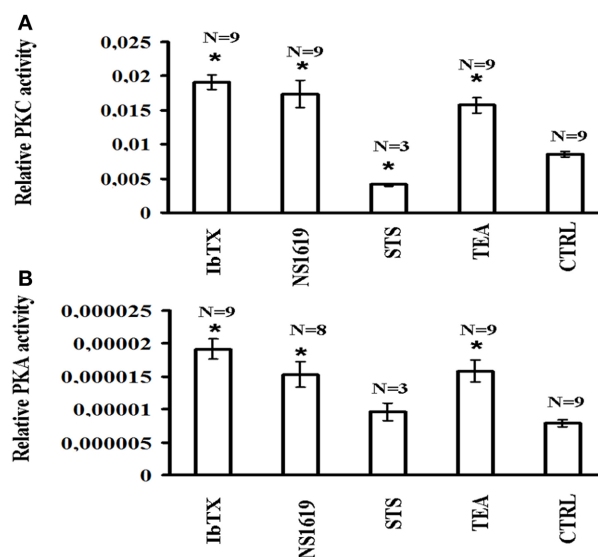 A
Relative PKC activity
0,025
0,02
0,015
0,01
0,005
0
N=9
*
N=9
*
N=3
*
N=9
*
N=9
IbTX
NS1619
STS
TEA
CTRL
B
Relative PKA activity
0,000025
0,00002
0,000015
0,00001
0,000005
0
N=9
*
N=8
*
N=3
N=9
*
N=9
IbTX
NS1619
STS
TEA
CTRL